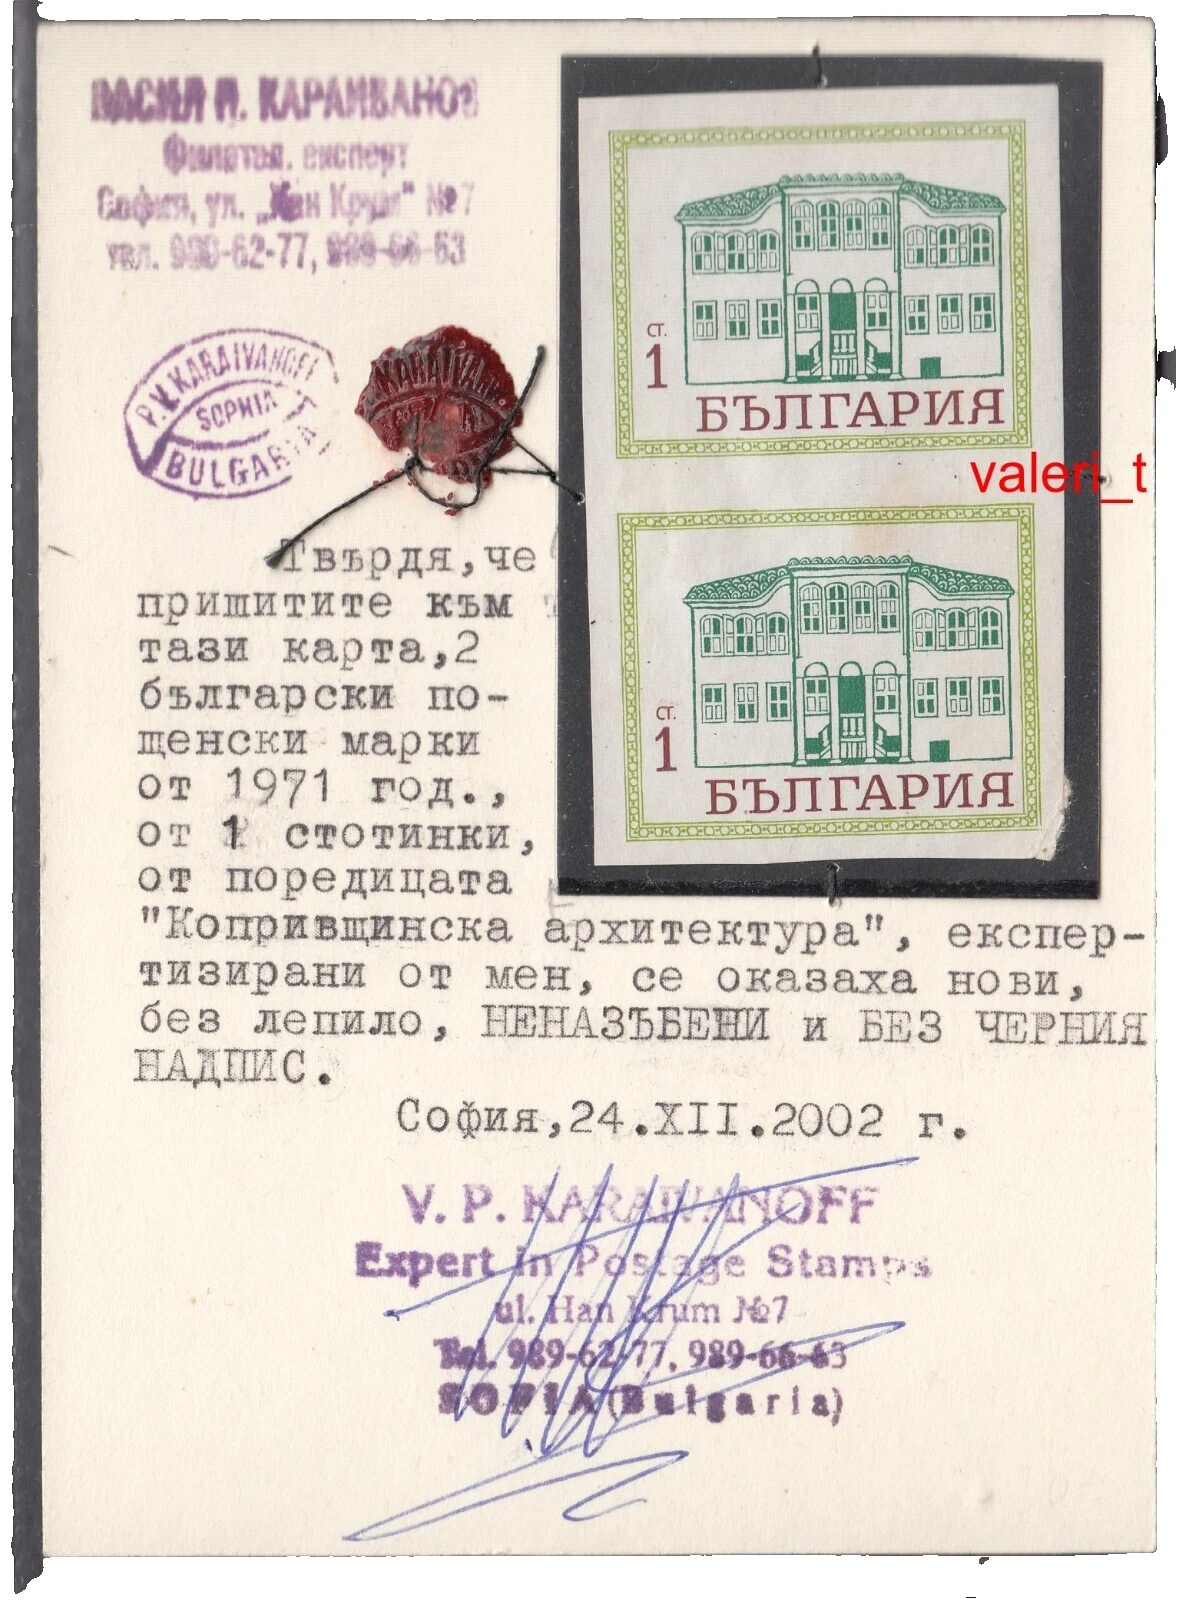 ВАСИЛ П. КАРАИВАНОВ
Филател. експерт
София, ул. „Хан Крум" №7
тел. 989-62-77, 989-66-63
P.V.KARAIVANOFF
SOPHIA
BULGARIA
KARAIVAN
СТ.
1
БЪЛГАРИЯ
valeri_t
СТ.
1
БЪЛГАРИЯ
Твърдя,че
пришитите към
тази карта,2
български по-
щенски марки
от 1971 год.,
от 1 стотинки,
от поредицата
"Копривщинска архитектура", експер-
тизирани от мен, се оказаха нови,
без лепило, НЕНАЗЪБЕНИ и БЕЗ ЧЕРНИЯ
НАДПИС.
София,24.XII.2002 г.
V. P. KARAIVANOFF
Expert in Postage Stamps
ul. Han Krum №7
Tel. 989-62-77, 989-66-63
SOFIA (Bulgaria)